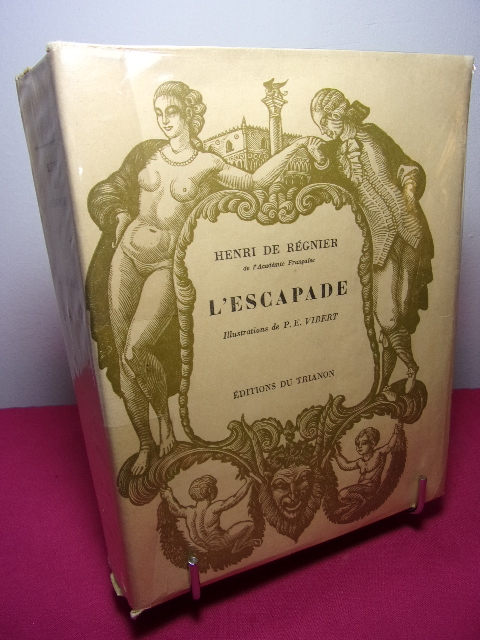 HENRI DE RÉGNIER
de l'Académie Française
L'ESCAPADE
Illustrations de P. E. VIBERT
ÉDITIONS DU TRIANON